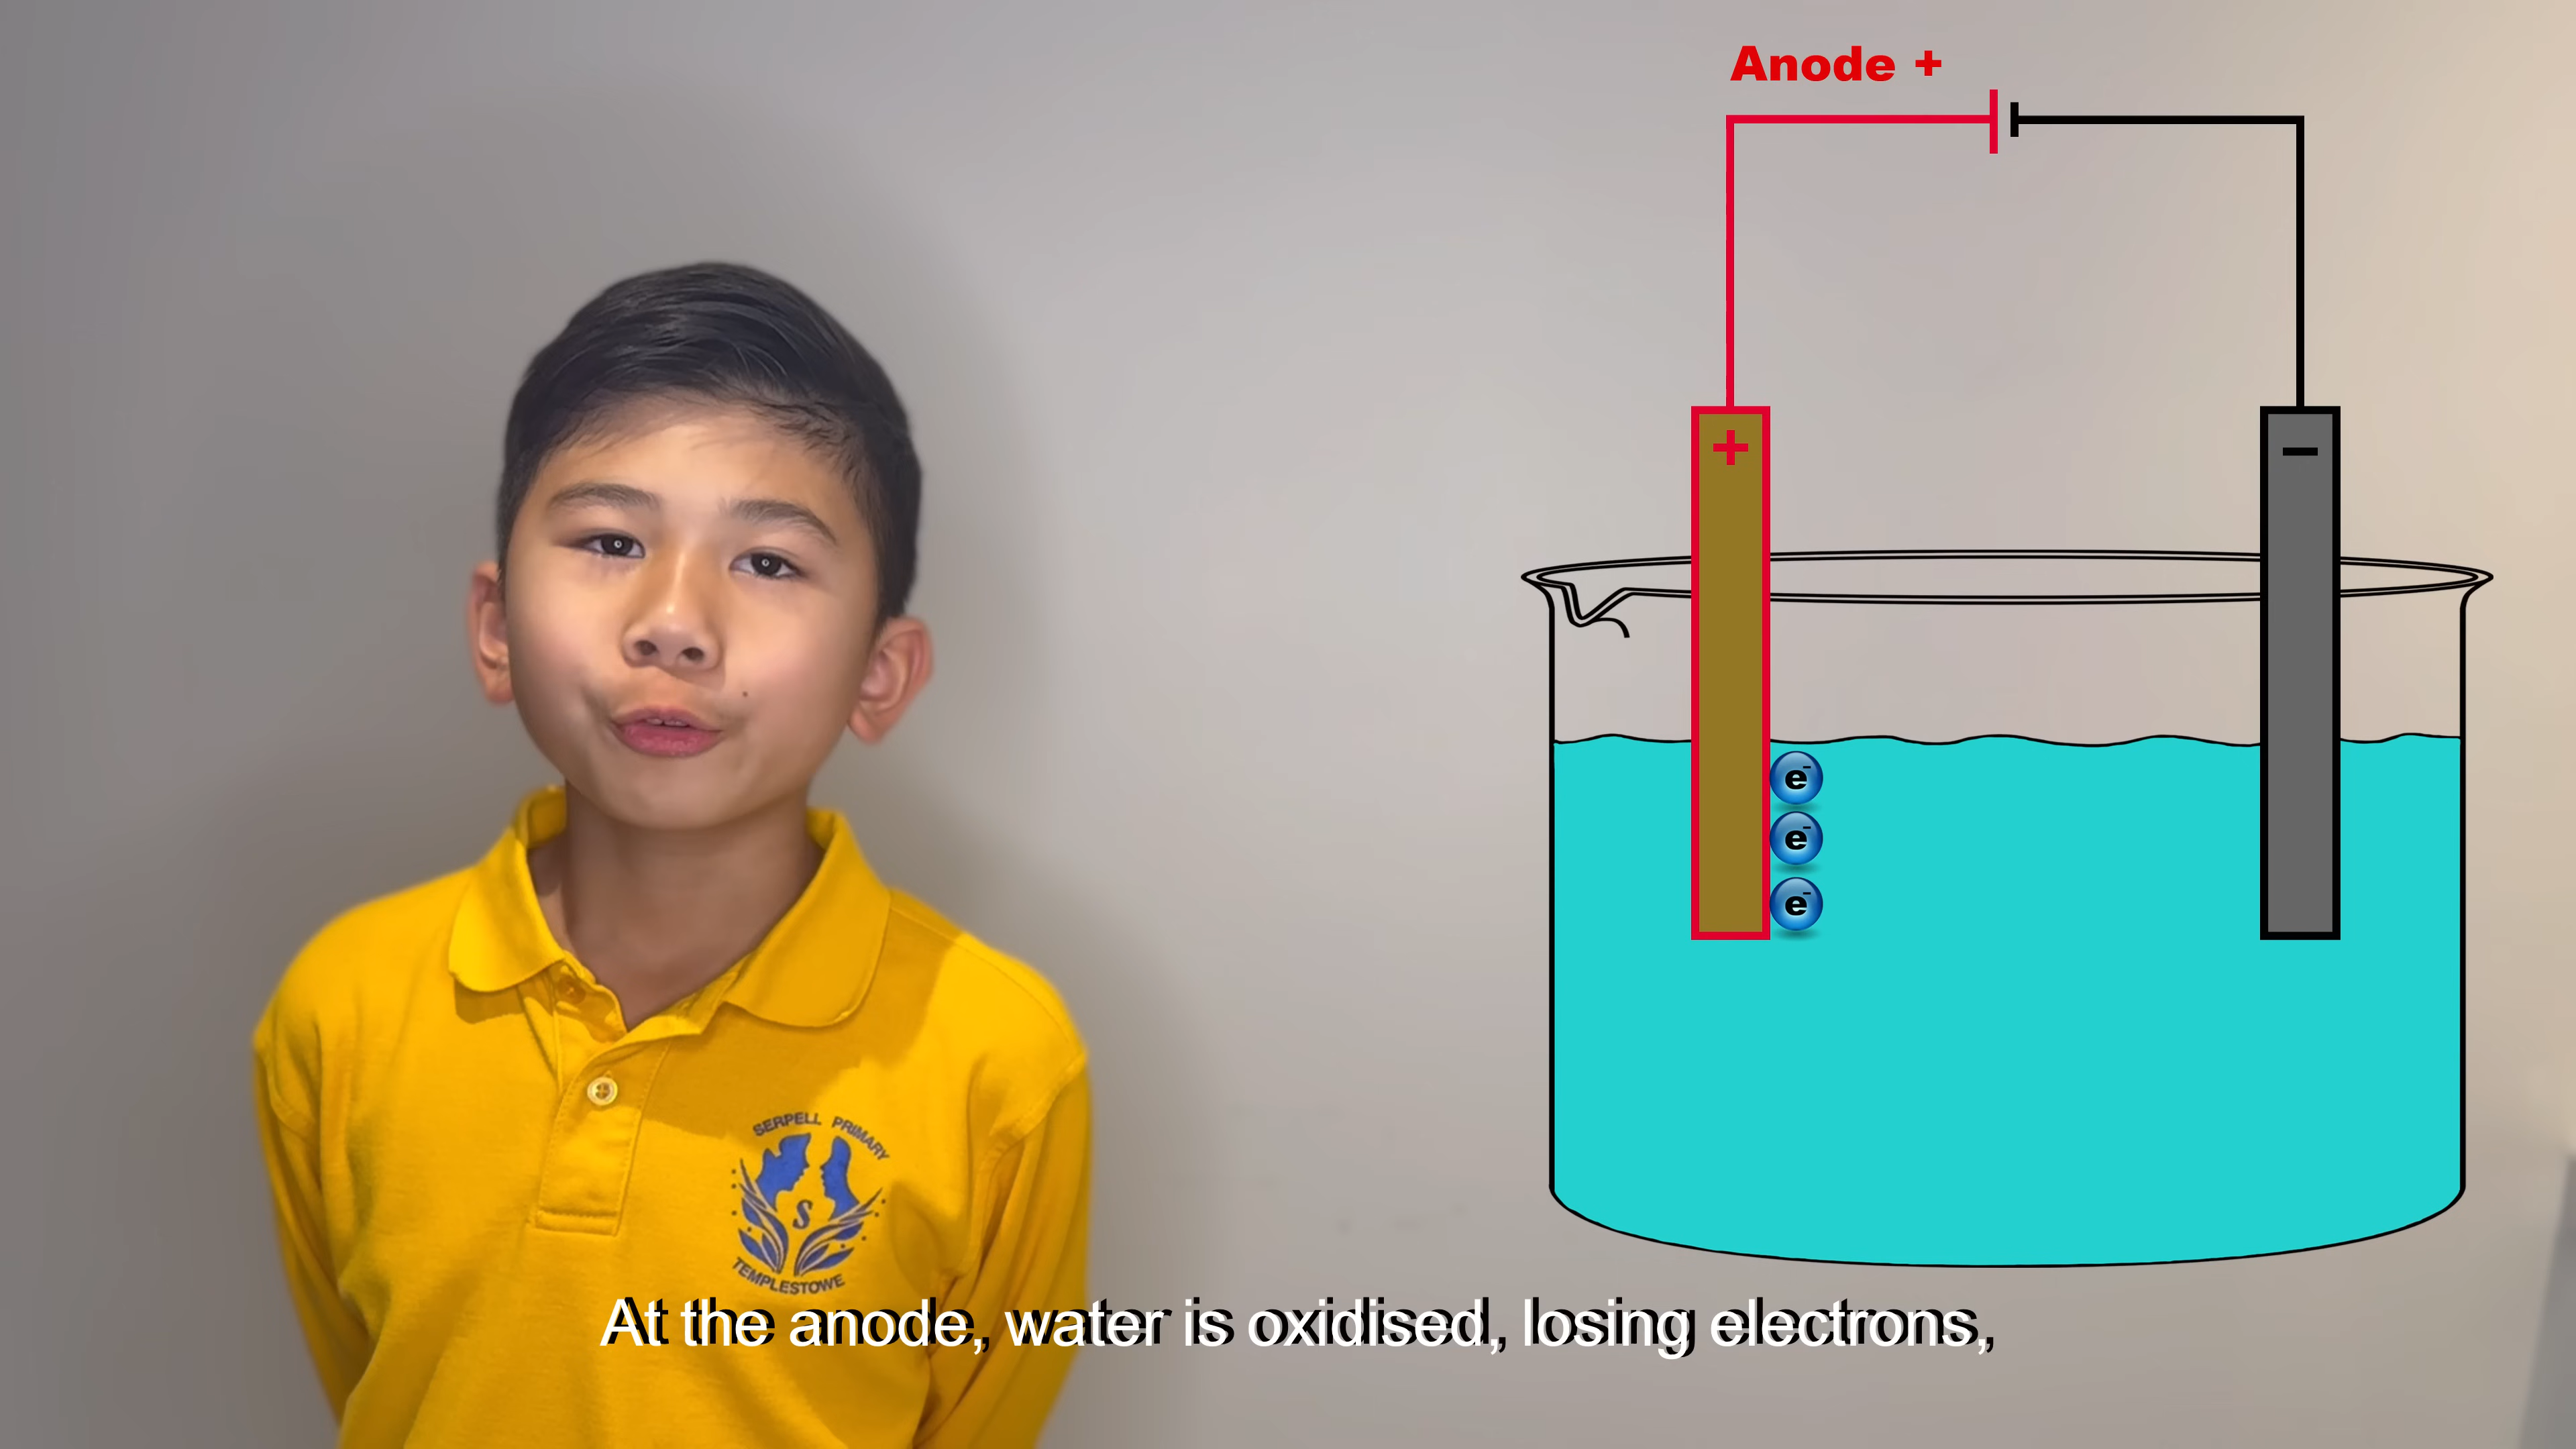 Anode +
+
−
e⁻
e⁻
e⁻
SERPELL PRIMARY
S
TEMPLESTOWE
At the anode, water is oxidised, losing electrons,